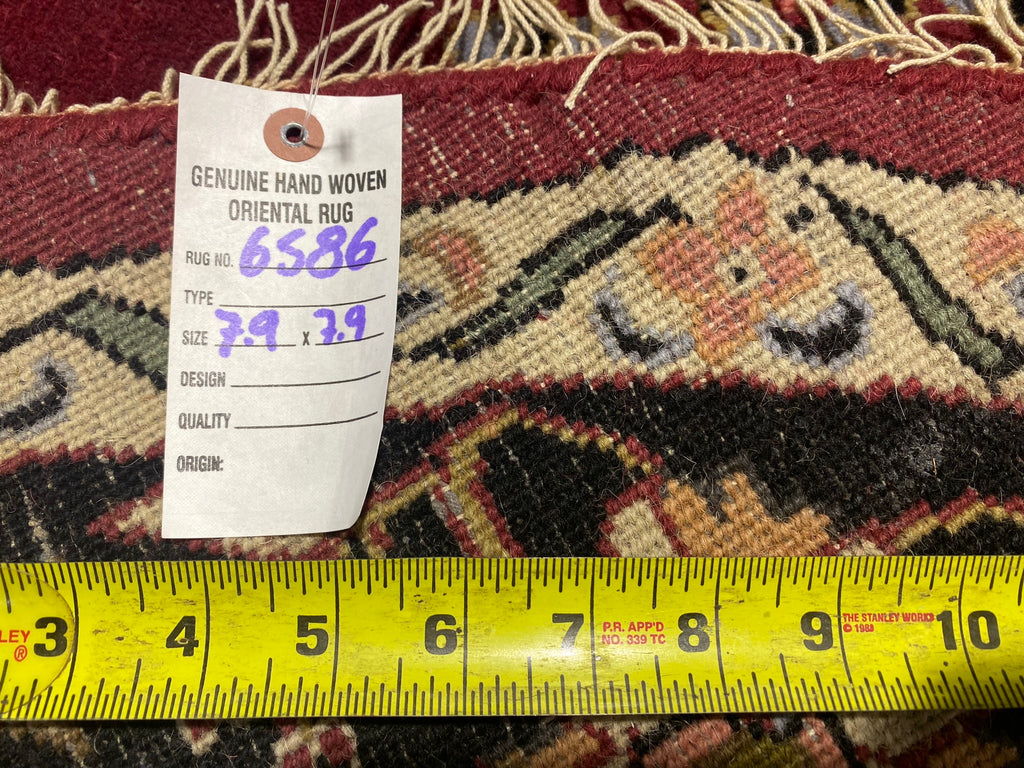 GENUINE HAND WOVEN
ORIENTAL RUG
RUG NO. 6586
TYPE
SIZE 7.9 x 7.9
DESIGN
QUALITY
ORIGIN:
LEY ® 3 4 5 6 7 P.R. APP'D 8 9 THE STANLEY WORKS 10
NO. 339 TC © 1988